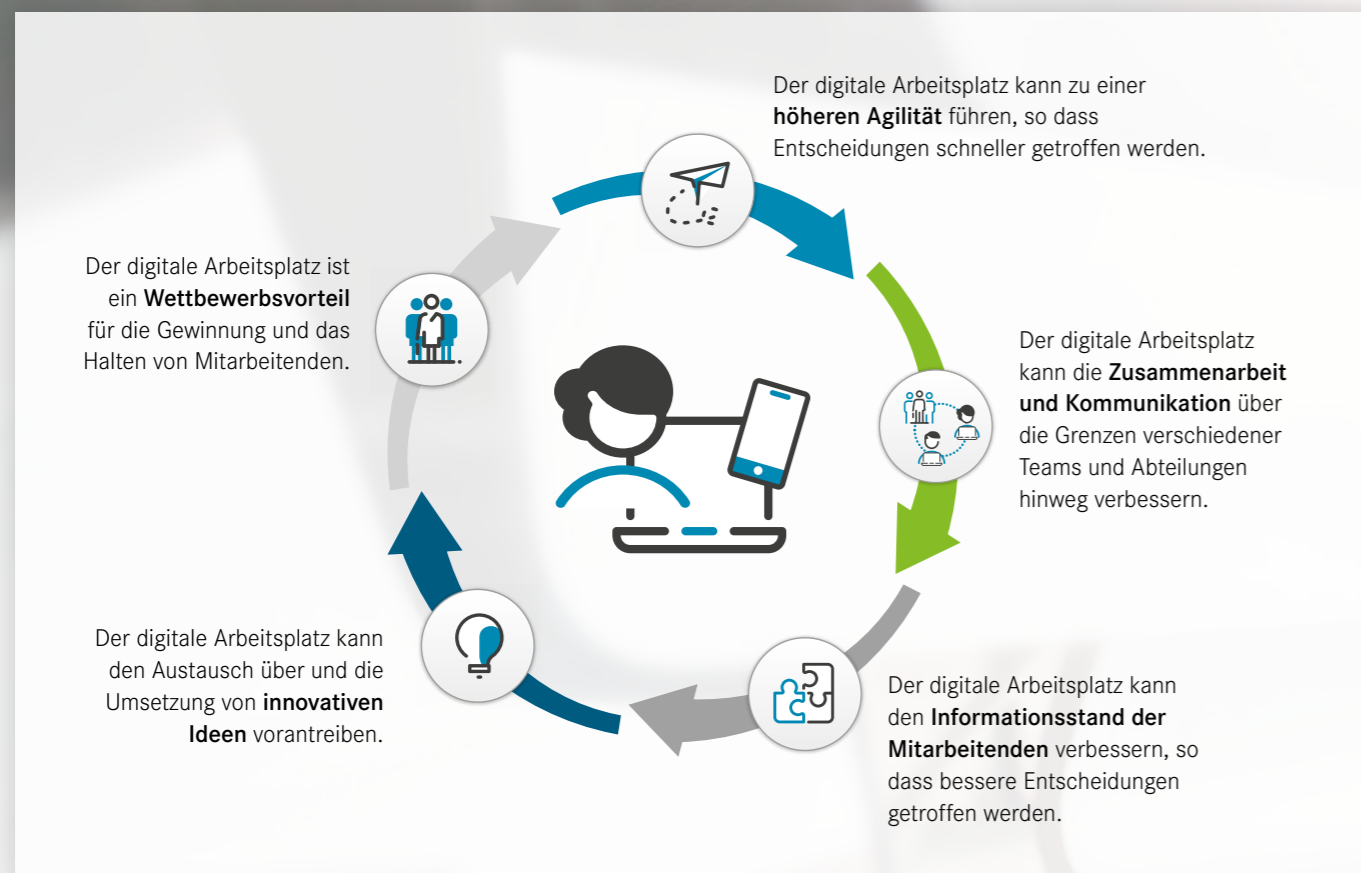 Der digitale Arbeitsplatz kann zu einer
höheren Agilität führen, so dass
Entscheidungen schneller getroffen werden.
Der digitale Arbeitsplatz
kann die Zusammenarbeit
und Kommunikation über
die Grenzen verschiedener
Teams und Abteilungen
hinweg verbessern.
Der digitale Arbeitsplatz kann
den Informationsstand der
Mitarbeitenden verbessern, so
dass bessere Entscheidungen
getroffen werden.
Der digitale Arbeitsplatz kann
den Austausch über und die
Umsetzung von innovativen
Ideen vorantreiben.
Der digitale Arbeitsplatz ist
ein Wettbewerbsvorteil
für die Gewinnung und das
Halten von Mitarbeitenden.